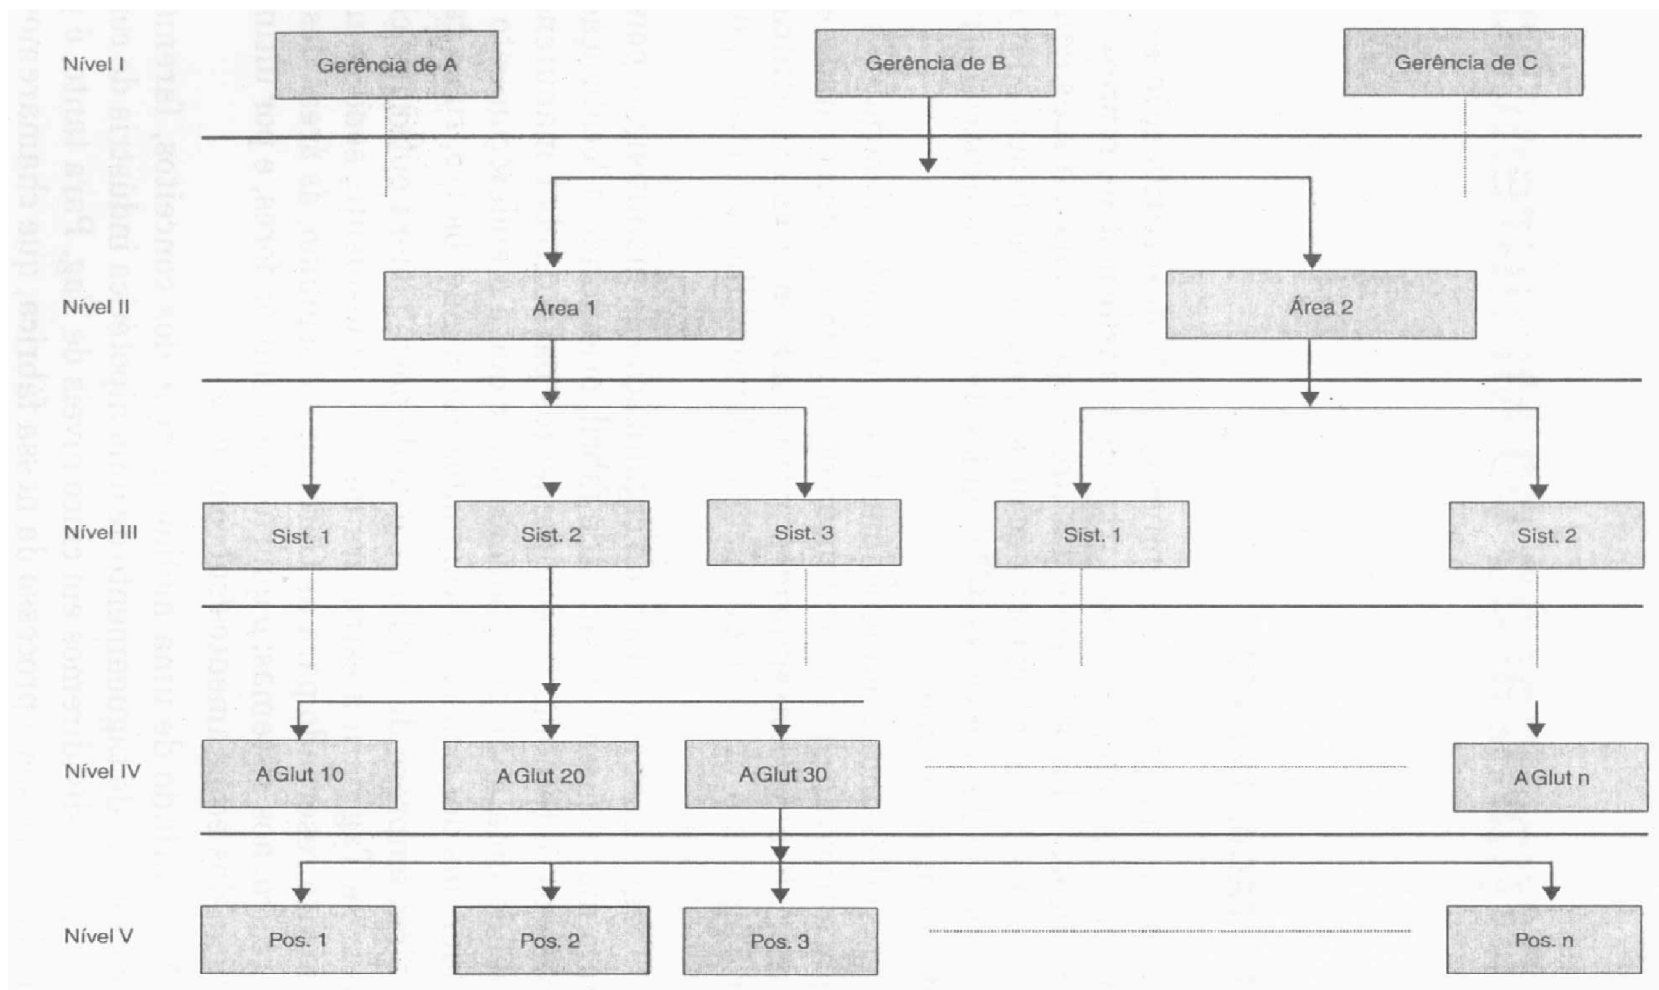 Nível I
Gerência de A
Gerência de B
Gerência de C
Nível II
Área 1
Área 2
Nível III
Sist. 1
Sist. 2
Sist. 3
Sist. 1
Sist. 2
Nível IV
AGlut 10
AGlut 20
AGlut 30
AGlut n
Nível V
Pos. 1
Pos. 2
Pos. 3
Pos. n